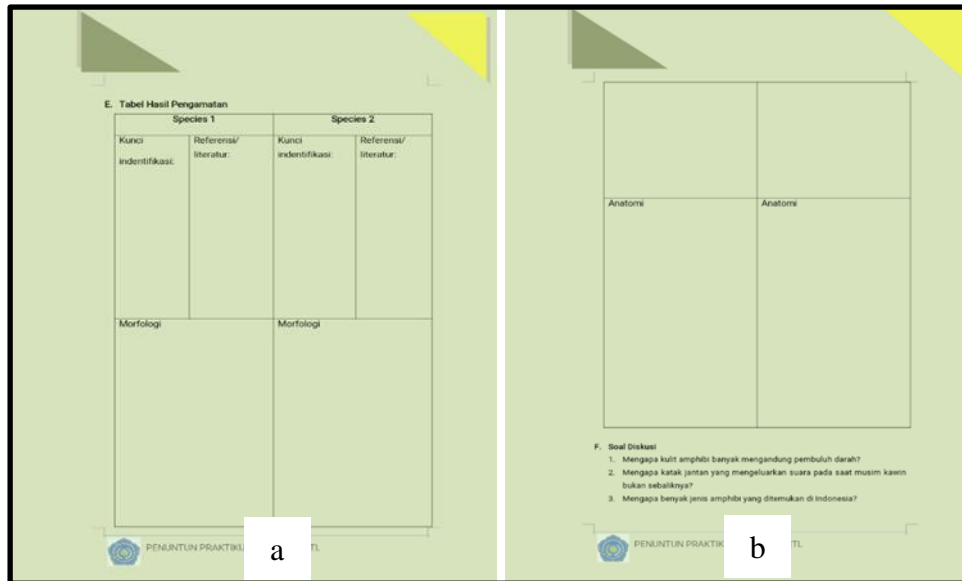 E. Tabel Hasil Pengamatan
Species 1 Species 2
Kunci Referensi/ Kunci Referensi/
indentifikasi: literatur: indentifikasi: literatur:
Morfologi Morfologi
PENUNTUN TL
a
Anatomi Anatomi
F. Soal Diskusi
1. Mengapa kulit amphibi banyak mengandung pembuluh darah?
2. Mengapa katak jantan yang mengeluarkan suara pada saat musim kawin
bukan sebaliknya?
3. Mengapa benyak jenis amphibi yang ditemukan di Indonesia?
PENUNTUN PRAKTIK TL
b